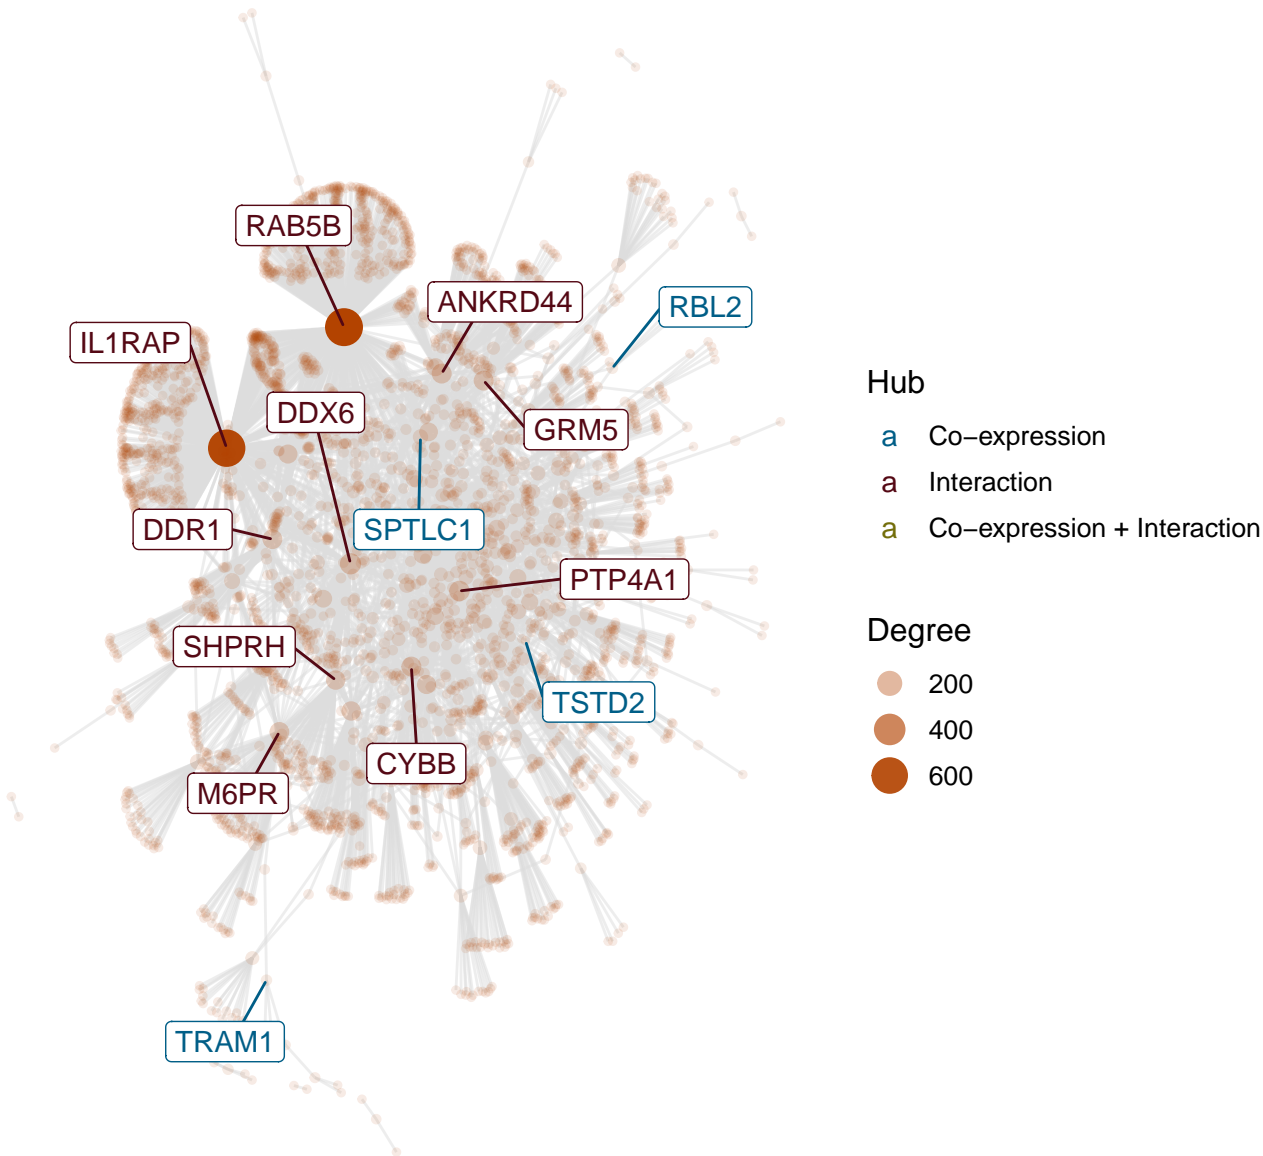 RAB5B
ANKRD44
RBL2
IL1RAP
DDX6
GRM5
DDR1
SPTLC1
PTP4A1
SHPRH
TSTD2
CYBB
M6PR
TRAM1
Hub
a Co−expression
a Interaction
a Co−expression + Interaction
Degree
200
400
600